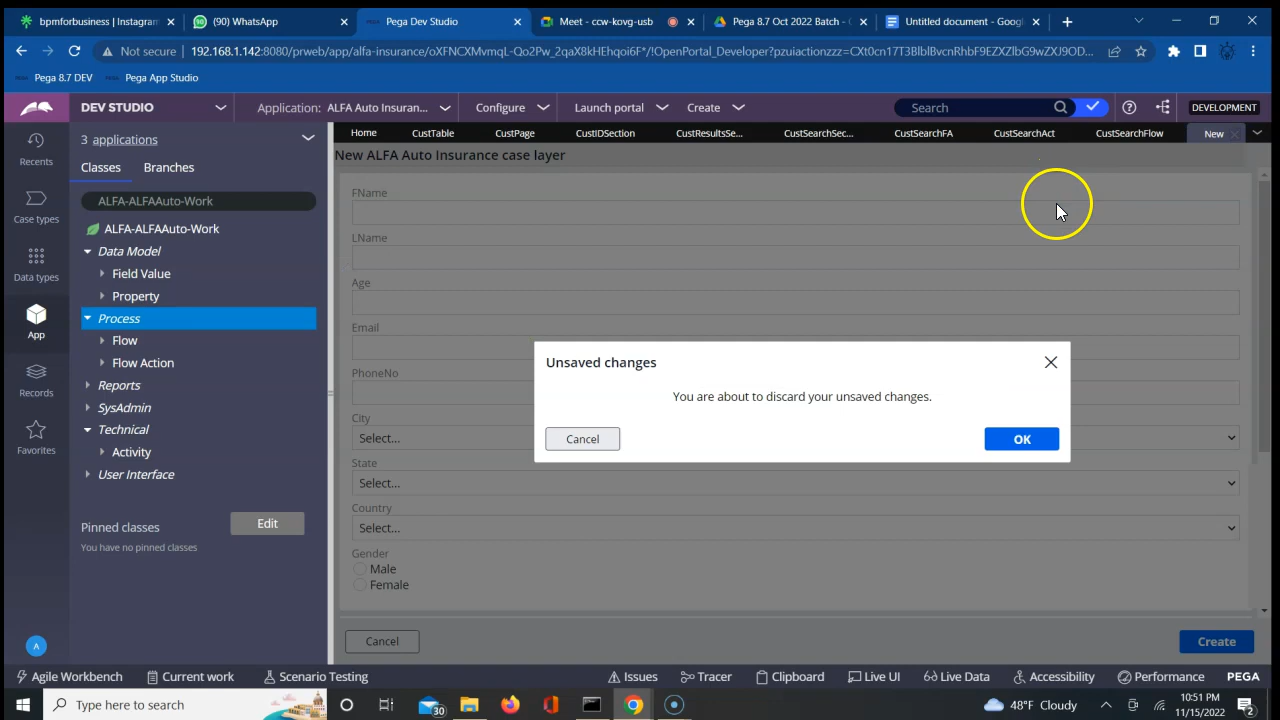 bpmforbusiness | Instagram
(90) WhatsApp
Pega Dev Studio
Meet - ccw-kovg-usb
Pega 8.7 Oct 2022 Batch -
Untitled document - Google
Not secure | 192.168.1.142:8080/prweb/app/alfa-insurance/oXFNCXMvmqL-Qo2Pw_2qaX8kHEhqoi6F*/!OpenPortal_Developer?pzuiactionzzz=CXt0cn17T3BlblBvcnRhbF9EZXZlbG9wZXJ9OD...
Pega 8.7 DEV
Pega App Studio
DEV STUDIO
Application: ALFA Auto Insuran...
Configure
Launch portal
Create
Search
DEVELOPMENT
3 applications
Home
CustTable
CustPage
CustIDSection
CustResultsSe...
CustSearchSec...
CustSearchFA
CustSearchAct
CustSearchFlow
New
Recents
Case types
Data types
App
Records
Favorites
A
Classes
Branches
ALFA-ALFAAuto-Work
ALFA-ALFAAuto-Work
Data Model
Field Value
Property
Process
Flow
Flow Action
Reports
SysAdmin
Technical
Activity
User Interface
Pinned classes
Edit
You have no pinned classes
New ALFA Auto Insurance case layer
FName
LName
Age
Email
PhoneNo
City
Select...
State
Select...
Country
Select...
Gender
Male
Female
Cancel
Create
Unsaved changes
You are about to discard your unsaved changes.
Cancel
OK
Agile Workbench
Current work
Scenario Testing
Issues
Tracer
Clipboard
Live UI
Live Data
Accessibility
Performance
PEGA
Type here to search
30
48°F Cloudy
10:51 PM
11/15/2022
2